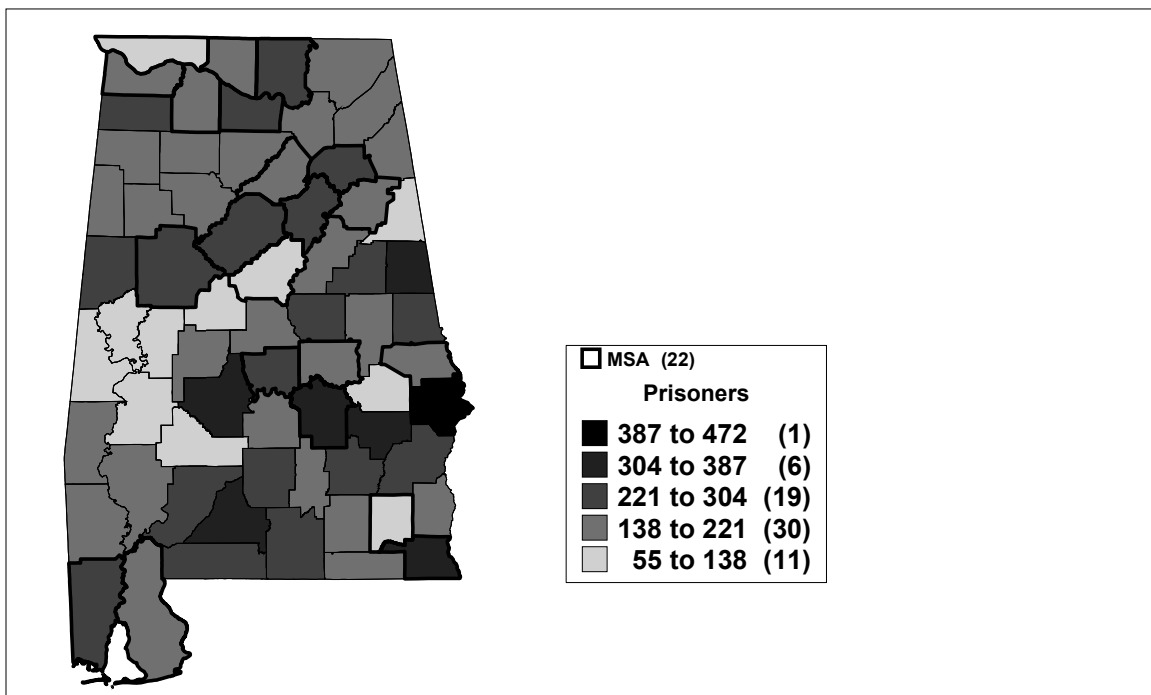 MSA (22)
Prisoners
387 to 472 (1)
304 to 387 (6)
221 to 304 (19)
138 to 221 (30)
55 to 138 (11)